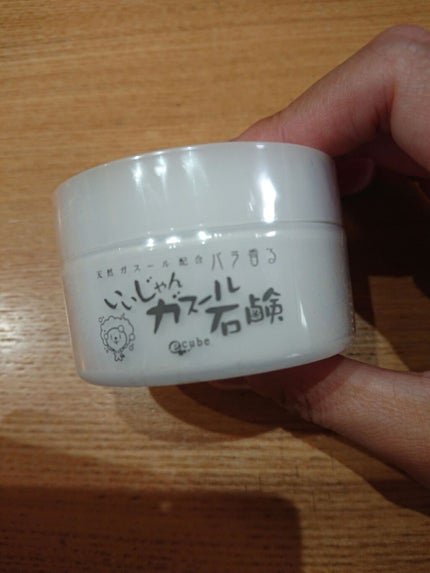 天然ガスール配合 バラ香る
いいじゃん
ガスール石鹸
@cube